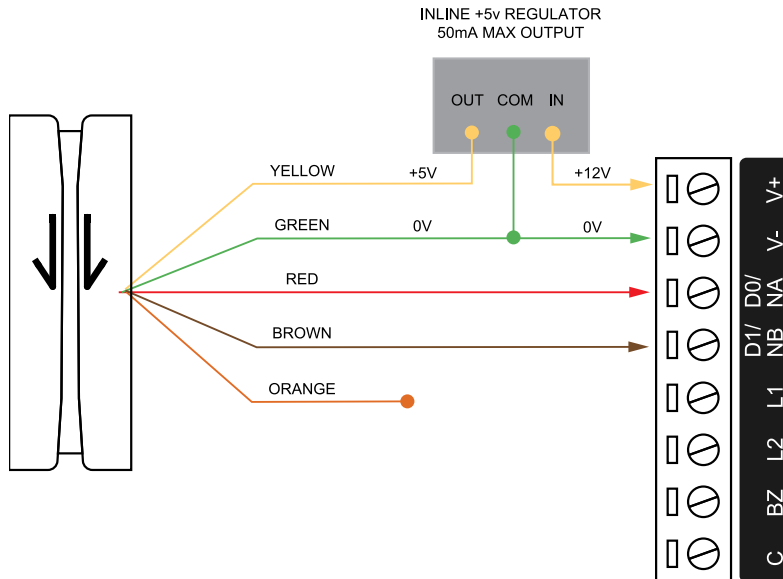 INLINE +5v REGULATOR
50mA MAX OUTPUT
OUT COM IN
YELLOW +5V +12V
GREEN 0V 0V
RED
BROWN
ORANGE
V+
V-
D0/
NA
D1/
NB
L1
L2
BZ
C